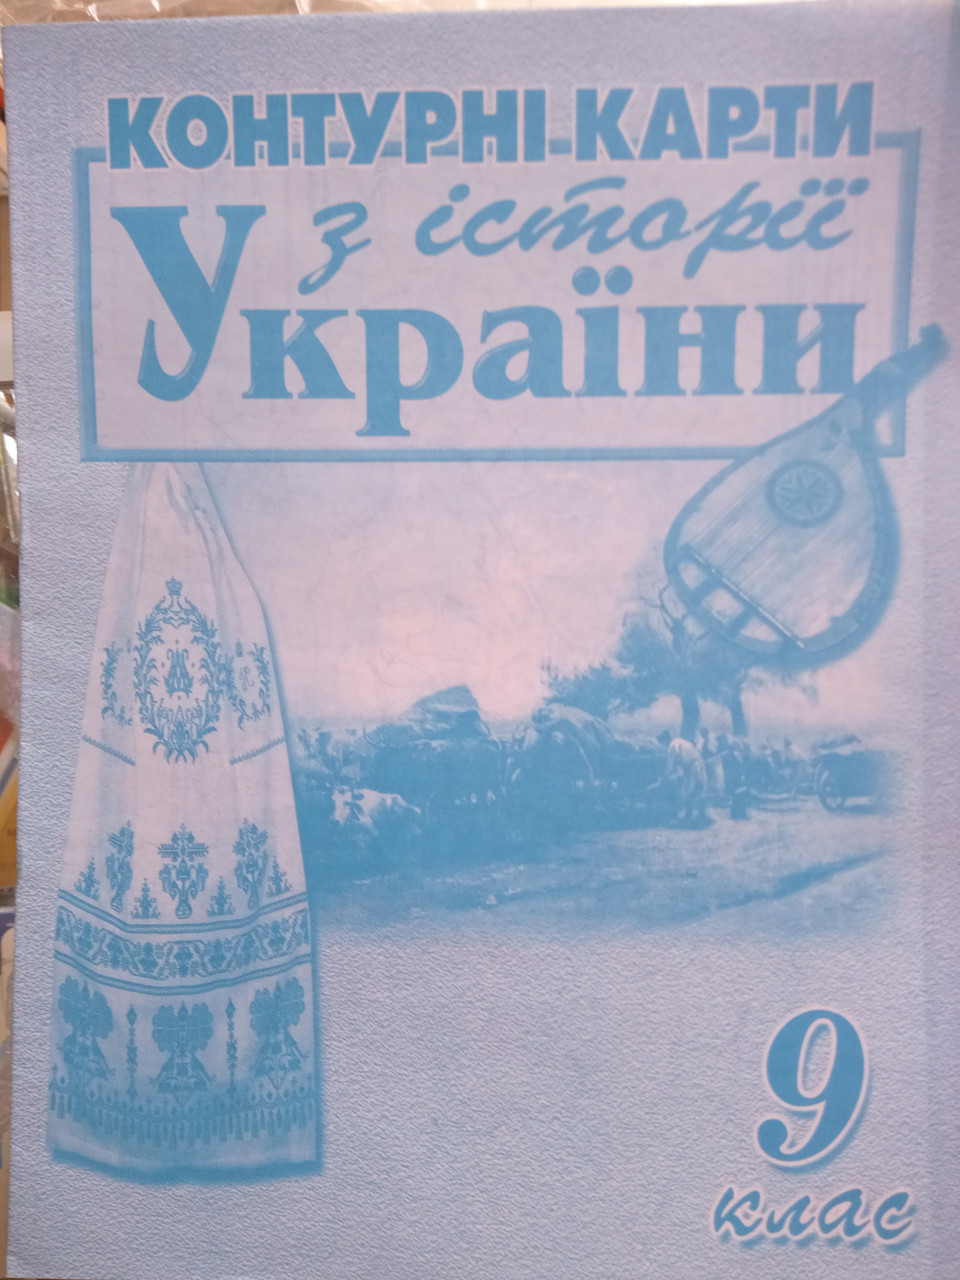 КОНТУРНІ КАРТИ
з історії
України
9
клас